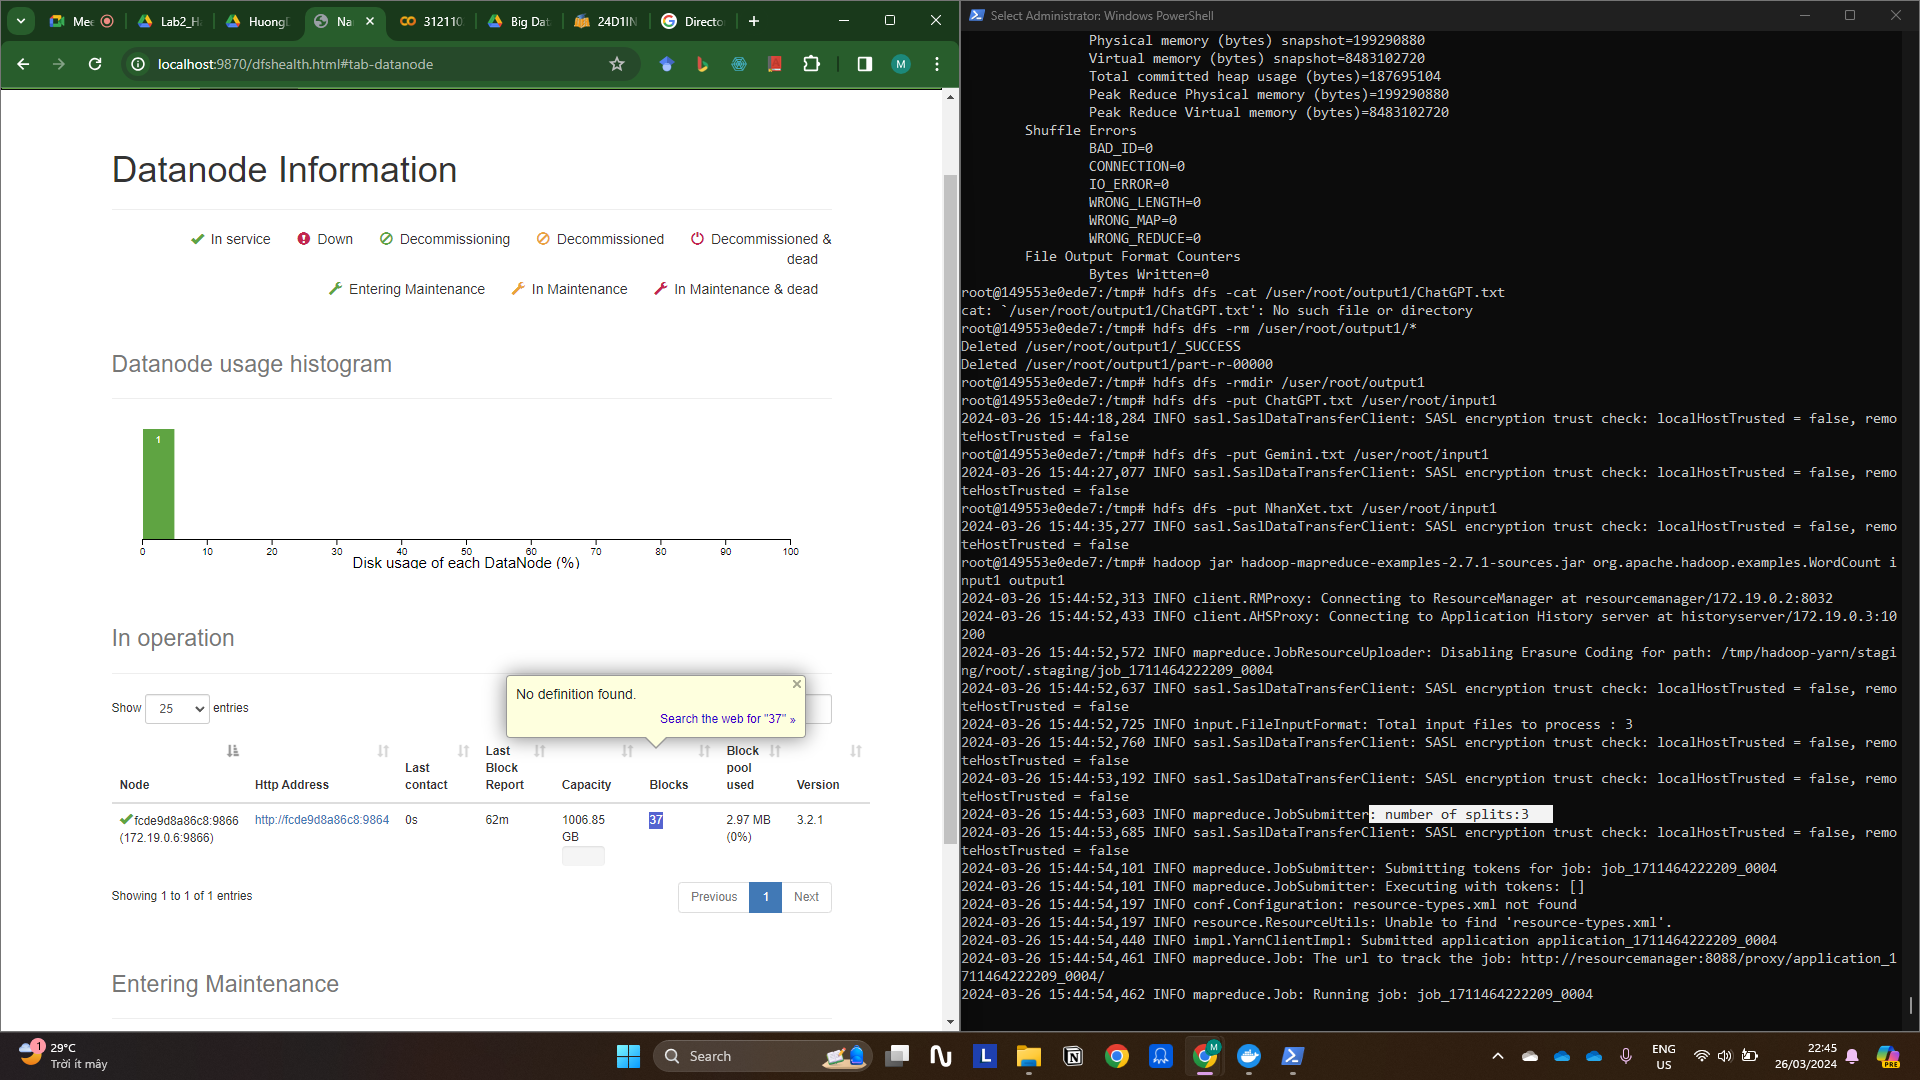 Mee
Lab2_H
HuongD
Na
312110
Big Dat
24D1IN
Directo
localhost:9870/dfshealth.html#tab-datanode
M
Datanode Information
In service
Down
Decommissioning
Decommissioned
Decommissioned &
dead
Entering Maintenance
In Maintenance
In Maintenance & dead
Datanode usage histogram
1
0 10 20 30 40 50 60 70 80 90 100
Disk usage of each DataNode (%)
In operation
No definition found.
Search the web for "37" »
Show 25 entries
Node
Http Address
Last
contact
Last
Block
Report
Capacity
Blocks
Block
pool
used
Version
fcde9d8a86c8:9866
(172.19.0.6:9866)
http://fcde9d8a86c8:9864
0s
62m
1006.85
GB
37
2.97 MB
(0%)
3.2.1
Showing 1 to 1 of 1 entries
Previous 1 Next
Entering Maintenance
Select Administrator: Windows PowerShell
Physical memory (bytes) snapshot=199290880
Virtual memory (bytes) snapshot=8483102720
Total committed heap usage (bytes)=187695104
Peak Reduce Physical memory (bytes)=199290880
Peak Reduce Virtual memory (bytes)=8483102720
Shuffle Errors
BAD_ID=0
CONNECTION=0
IO_ERROR=0
WRONG_LENGTH=0
WRONG_MAP=0
WRONG_REDUCE=0
File Output Format Counters
Bytes Written=0
root@149553e0ede7:/tmp# hdfs dfs -cat /user/root/output1/ChatGPT.txt
cat: `/user/root/output1/ChatGPT.txt': No such file or directory
root@149553e0ede7:/tmp# hdfs dfs -rm /user/root/output1/*
Deleted /user/root/output1/_SUCCESS
Deleted /user/root/output1/part-r-00000
root@149553e0ede7:/tmp# hdfs dfs -rmdir /user/root/output1
root@149553e0ede7:/tmp# hdfs dfs -put ChatGPT.txt /user/root/input1
2024-03-26 15:44:18,284 INFO sasl.SaslDataTransferClient: SASL encryption trust check: localHostTrusted = false, remo
teHostTrusted = false
root@149553e0ede7:/tmp# hdfs dfs -put Gemini.txt /user/root/input1
2024-03-26 15:44:27,077 INFO sasl.SaslDataTransferClient: SASL encryption trust check: localHostTrusted = false, remo
teHostTrusted = false
root@149553e0ede7:/tmp# hdfs dfs -put NhanXet.txt /user/root/input1
2024-03-26 15:44:35,277 INFO sasl.SaslDataTransferClient: SASL encryption trust check: localHostTrusted = false, remo
teHostTrusted = false
root@149553e0ede7:/tmp# hadoop jar hadoop-mapreduce-examples-2.7.1-sources.jar org.apache.hadoop.examples.WordCount i
nput1 output1
2024-03-26 15:44:52,313 INFO client.RMProxy: Connecting to ResourceManager at resourcemanager/172.19.0.2:8032
2024-03-26 15:44:52,433 INFO client.AHSProxy: Connecting to Application History server at historyserver/172.19.0.3:10
200
2024-03-26 15:44:52,572 INFO mapreduce.JobResourceUploader: Disabling Erasure Coding for path: /tmp/hadoop-yarn/stagi
ng/root/.staging/job_1711464222209_0004
2024-03-26 15:44:52,637 INFO sasl.SaslDataTransferClient: SASL encryption trust check: localHostTrusted = false, remo
teHostTrusted = false
2024-03-26 15:44:52,725 INFO input.FileInputFormat: Total input files to process : 3
2024-03-26 15:44:52,760 INFO sasl.SaslDataTransferClient: SASL encryption trust check: localHostTrusted = false, remo
teHostTrusted = false
2024-03-26 15:44:53,192 INFO sasl.SaslDataTransferClient: SASL encryption trust check: localHostTrusted = false, remo
teHostTrusted = false
2024-03-26 15:44:53,603 INFO mapreduce.JobSubmitter: number of splits:3
2024-03-26 15:44:53,685 INFO sasl.SaslDataTransferClient: SASL encryption trust check: localHostTrusted = false, remo
teHostTrusted = false
2024-03-26 15:44:54,101 INFO mapreduce.JobSubmitter: Submitting tokens for job: job_1711464222209_0004
2024-03-26 15:44:54,101 INFO mapreduce.JobSubmitter: Executing with tokens: []
2024-03-26 15:44:54,197 INFO conf.Configuration: resource-types.xml not found
2024-03-26 15:44:54,197 INFO resource.ResourceUtils: Unable to find 'resource-types.xml'.
2024-03-26 15:44:54,440 INFO impl.YarnClientImpl: Submitted application application_1711464222209_0004
2024-03-26 15:44:54,461 INFO mapreduce.Job: The url to track the job: http://resourcemanager:8088/proxy/application_1
711464222209_0004/
2024-03-26 15:44:54,462 INFO mapreduce.Job: Running job: job_1711464222209_0004
1
29°C
Trời ít mây
Search
L
M
ENG
US
22:45
26/03/2024
PRE